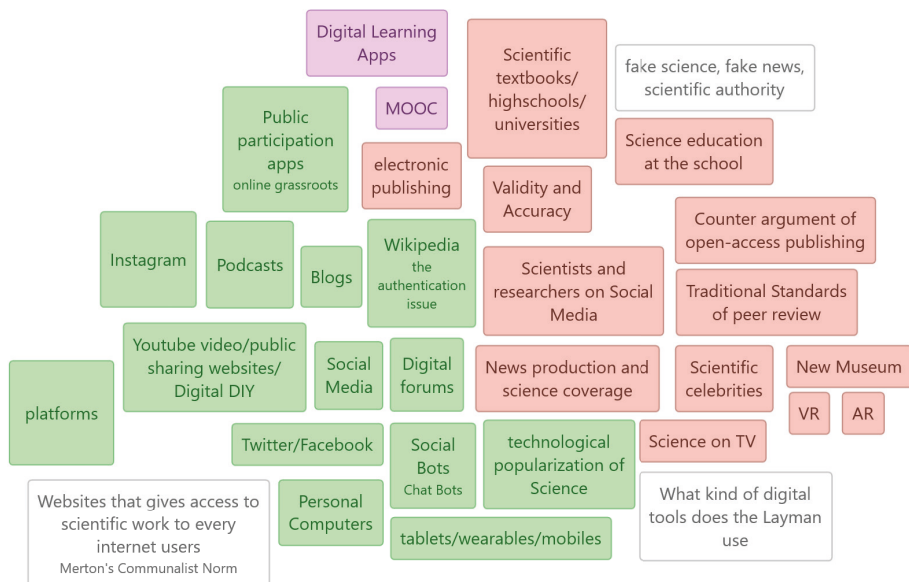 Digital Learning
Apps
Scientific
textbooks/
highschools/
universities
fake science, fake news,
scientific authority
MOOC
Public
participation
apps
online grassroots
electronic
publishing
Science education
at the school
Validity and
Accuracy
Counter argument of
open-access publishing
Instagram
Podcasts
Blogs
Wikipedia
the
authentication
issue
Scientists and
researchers on Social
Media
Traditional Standards
of peer review
Youtube video/public
sharing websites/
Digital DIY
Social
Media
Digital
forums
News production and
science coverage
Scientific
celebrities
New Museum
VR
AR
platforms
Twitter/Facebook
Social
Bots
Chat Bots
technological
popularization of
Science
Science on TV
Websites that gives access to
scientific work to every
internet users
Merton's Communalist Norm
Personal
Computers
tablets/wearables/mobiles
What kind of digital
tools does the Layman
use